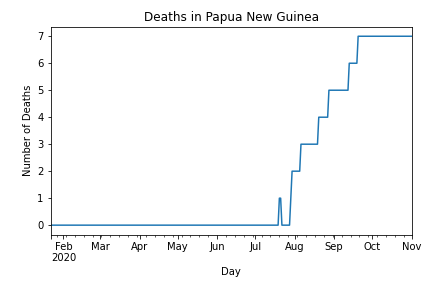 Deaths in Papua New Guinea
Number of Deaths
7
6
5
4
3
2
1
0
Feb Mar Apr May Jun Jul Aug Sep Oct Nov
2020
Day